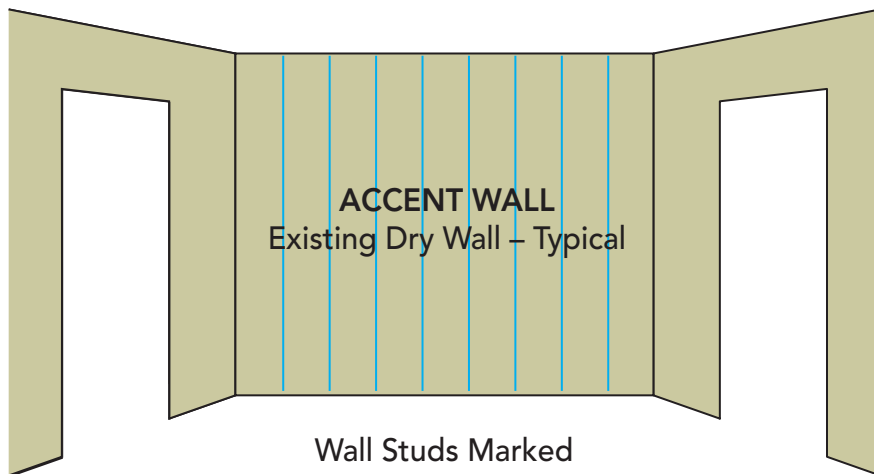 ACCENT WALL
Existing Dry Wall – Typical
Wall Studs Marked